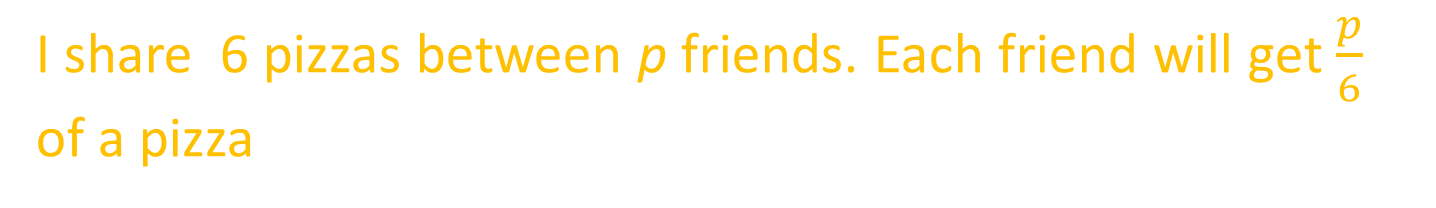 I share  6 pizzas between p friends. Each friend will get p/6
of a pizza